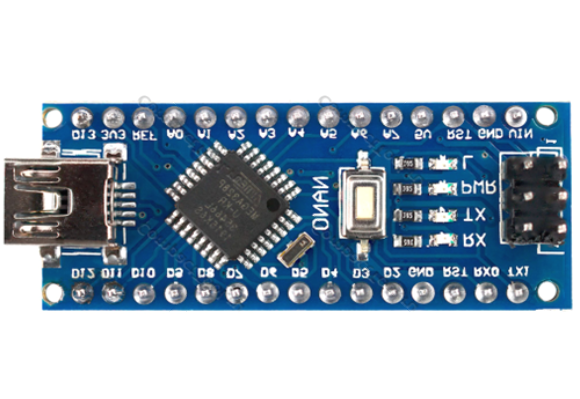 D13 3V3 REF A0 A1 A2 A3 A4 A5 A6 A7 5V RST GND VIN
L
PWR
TX
RX
NANO
D12 D11 D10 D9 D8 D7 D6 D5 D4 D3 D2 GND RST RX0 TX1